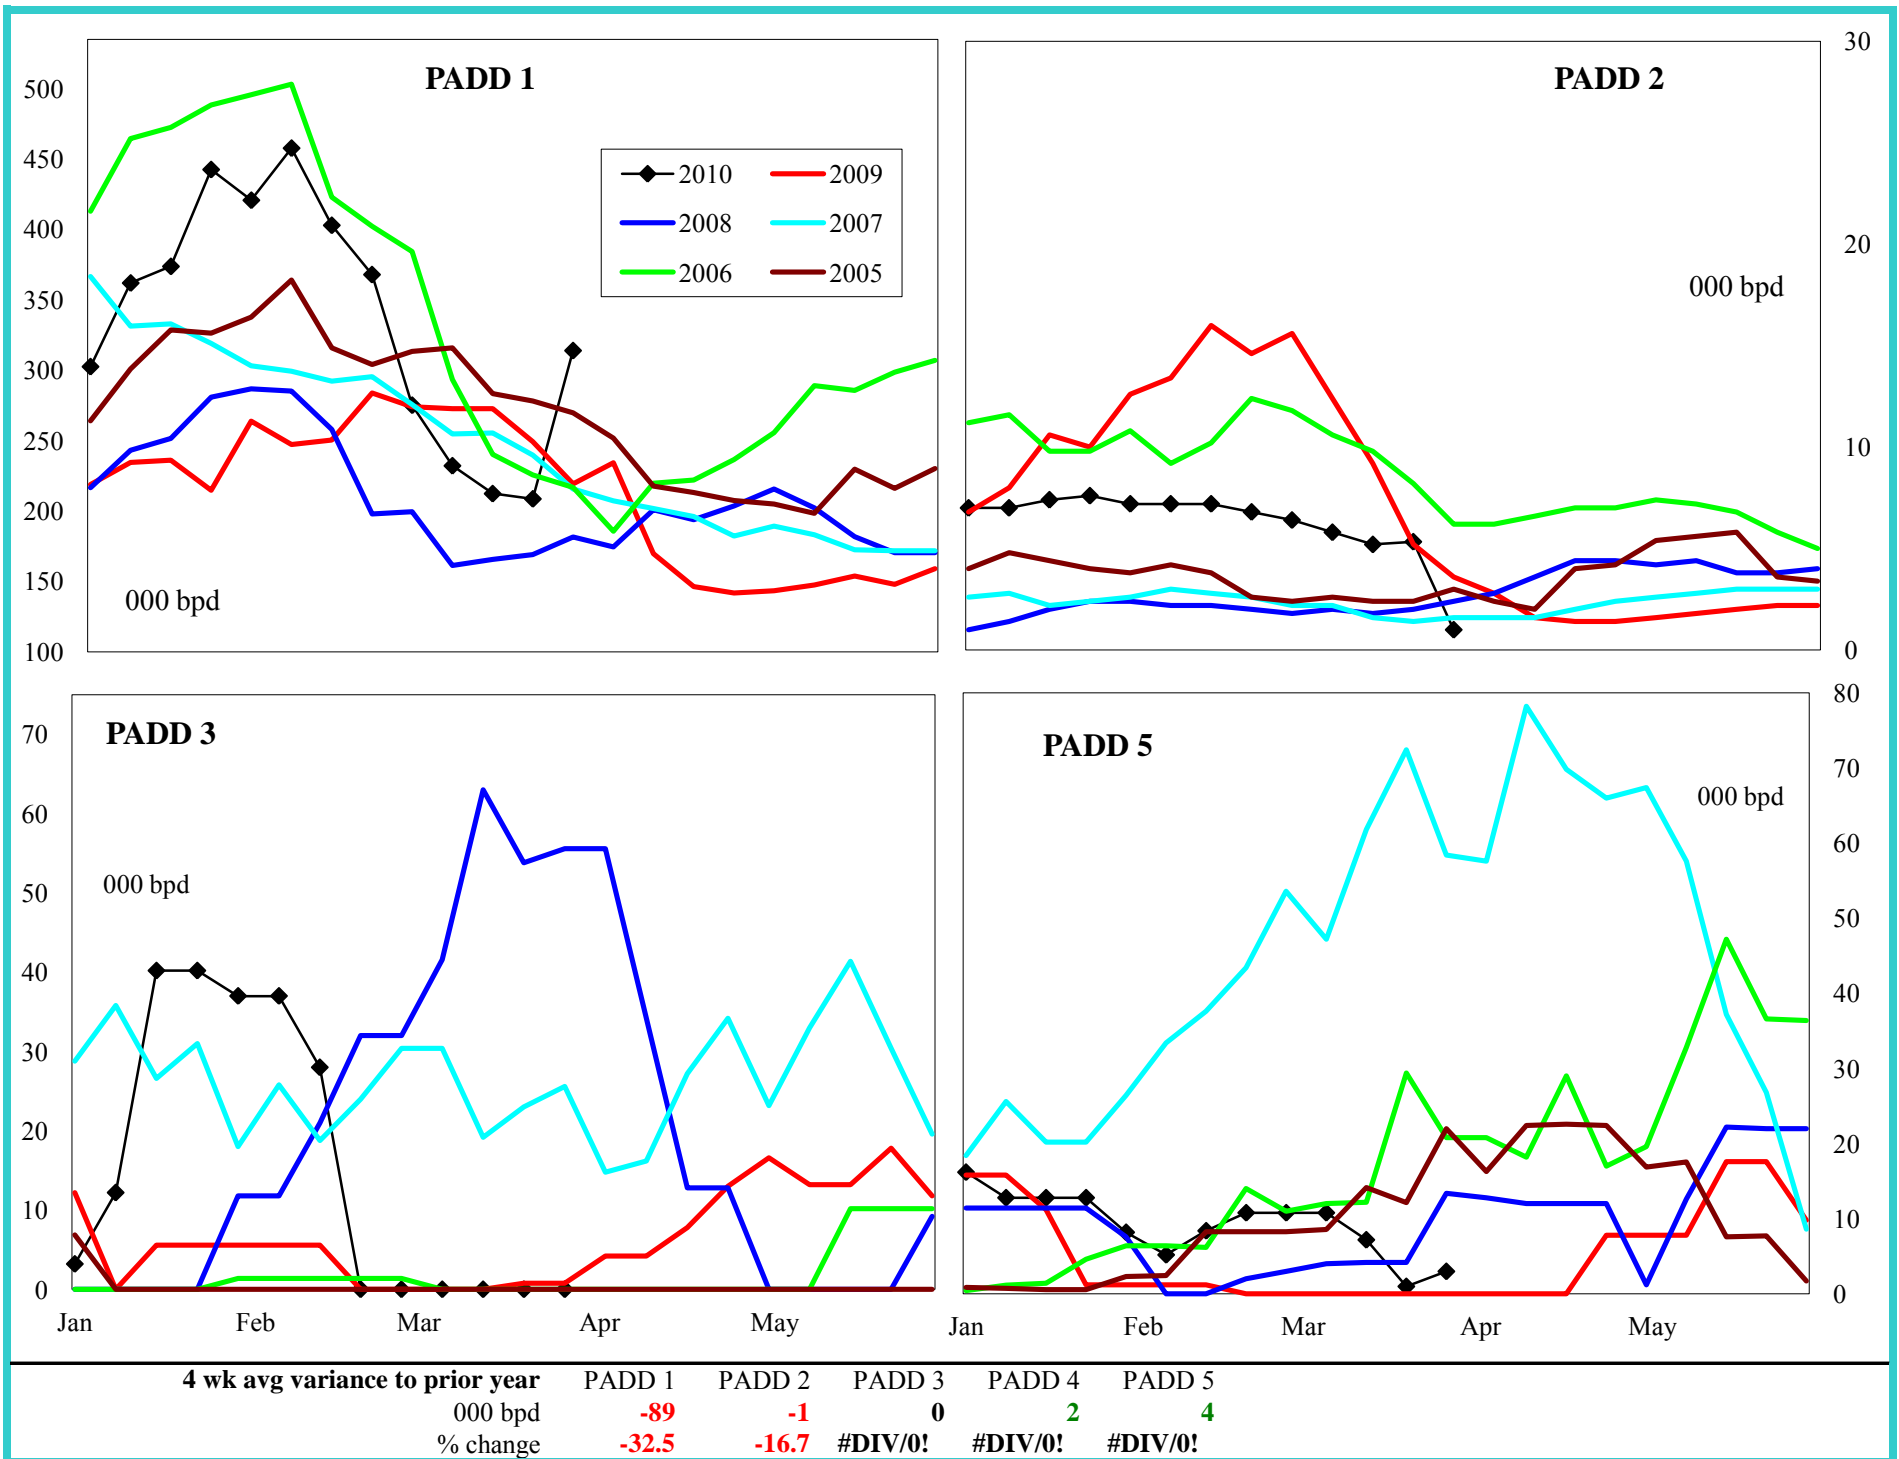 PADD 1
PADD 2
500
450
400
350
300
250
200
150
100
2010 2009
2008 2007
2006 2005
000 bpd
30
20
10
0
000 bpd
PADD 3
PADD 5
70
60
50
40
30
20
10
0
000 bpd
80
70
60
50
40
30
20
10
0
000 bpd
Jan Feb Mar Apr May
Jan Feb Mar Apr May
4 wk avg variance to prior year PADD 1 PADD 2 PADD 3 PADD 4 PADD 5
000 bpd -89 -1 0 2 4
% change -32.5 -16.7 #DIV/0! #DIV/0! #DIV/0!